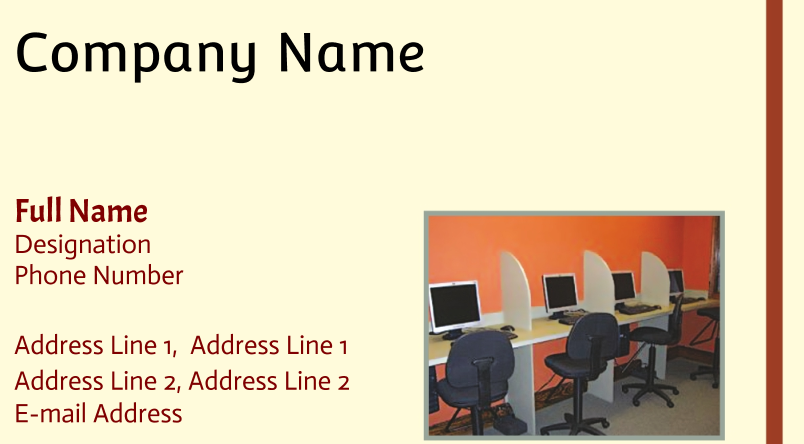 Company Name
Full Name
Designation
Phone Number
Address Line 1,  Address Line 1
Address Line 2, Address Line 2
E-mail Address